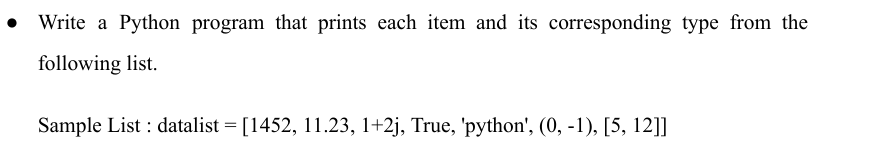 ● Write a Python program that prints each item and its corresponding type from the
following list.
Sample List : datalist = [1452, 11.23, 1+2j, True, 'python', (0, -1), [5, 12]]